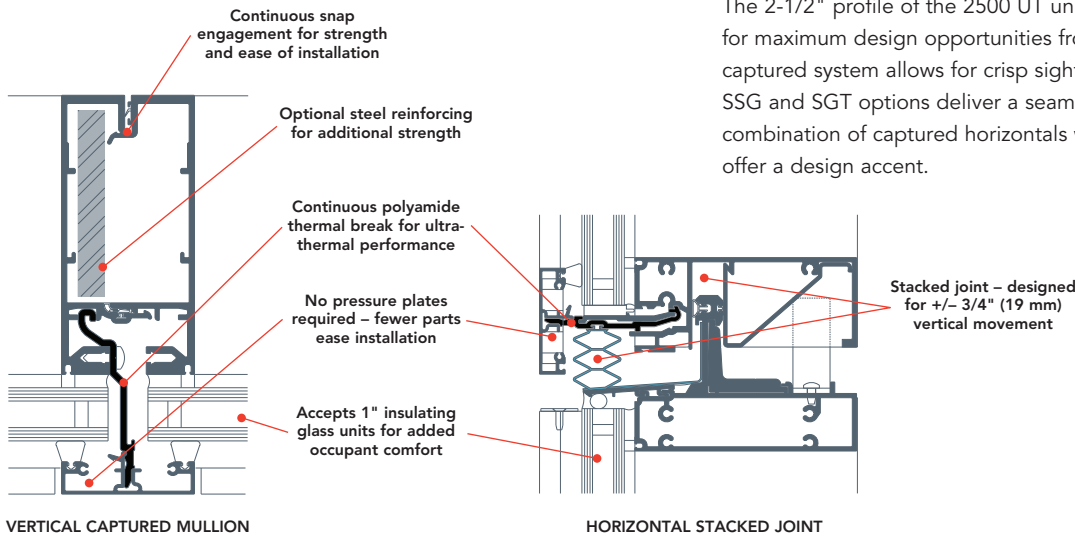 Continuous snap
engagement for strength
and ease of installation
Optional steel reinforcing
for additional strength
Continuous polyamide
thermal break for ultra-
thermal performance
No pressure plates
required – fewer parts
ease installation
Accepts 1" insulating
glass units for added
occupant comfort
VERTICAL CAPTURED MULLION
The 2-1/2" profile of the 2500 UT
for maximum design opportunities
captured system allows for crisp
SSG and SGT options deliver a
combination of captured horizontals
offer a design accent.
Stacked joint – designed
for +/– 3/4" (19 mm)
vertical movement
HORIZONTAL STACKED JOINT